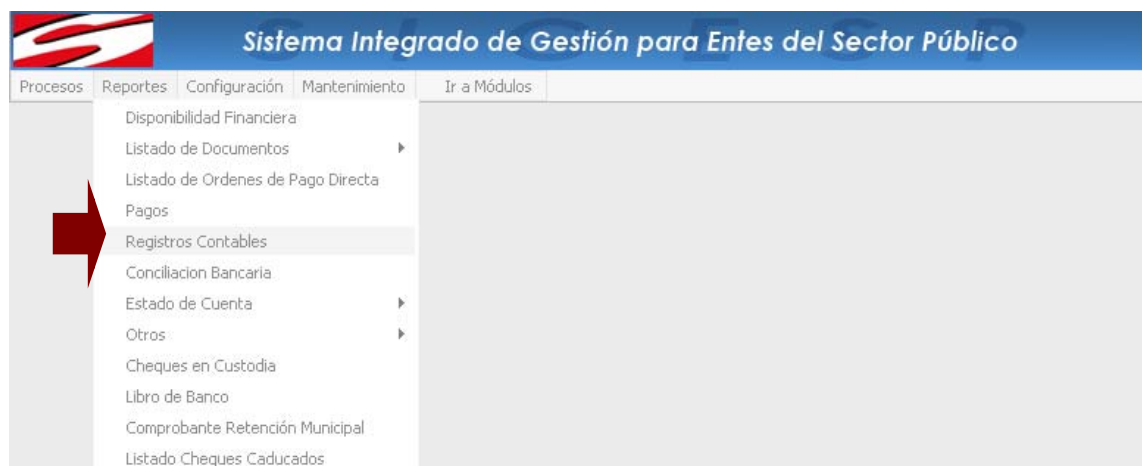 S I G E S P
Sistema Integrado de Gestión para Entes del Sector Público
Procesos Reportes Configuración Mantenimiento Ir a Módulos
Disponibilidad Financiera
Listado de Documentos
Listado de Ordenes de Pago Directa
Pagos
Registros Contables
Conciliacion Bancaria
Estado de Cuenta
Otros
Cheques en Custodia
Libro de Banco
Comprobante Retención Municipal
Listado Cheques Caducados